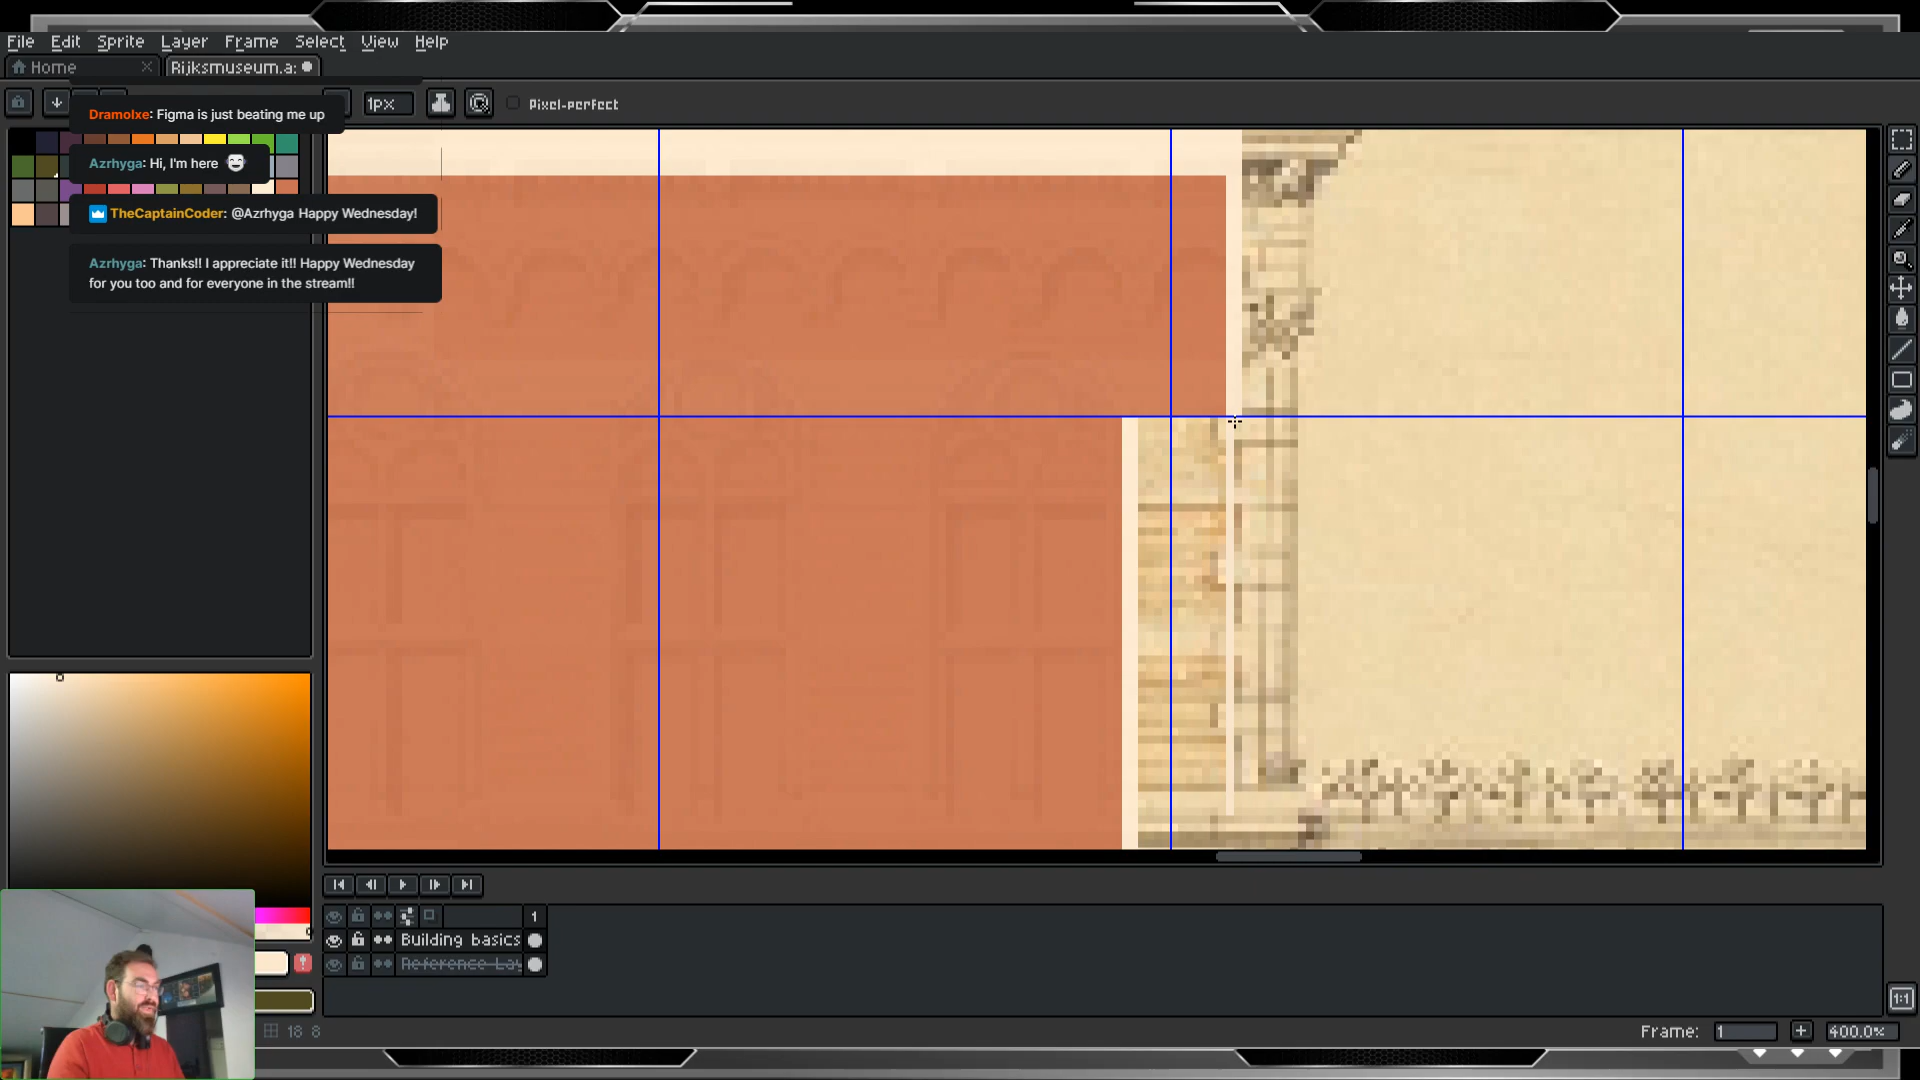 File Edit Sprite Layer Frame Select View Help
Home Rijksmuseum.a:
1px Pixel-perfect
Dramolxe: Figma is just beating me up
Azrhyga: Hi, I'm here
TheCaptainCoder: @Azrhyga Happy Wednesday!
Azrhyga: Thanks!! I appreciate it!! Happy Wednesday
for you too and for everyone in the stream!!
1
Building basics
Reference Lay
1:1
18 8
Frame: 1 + 400.0%